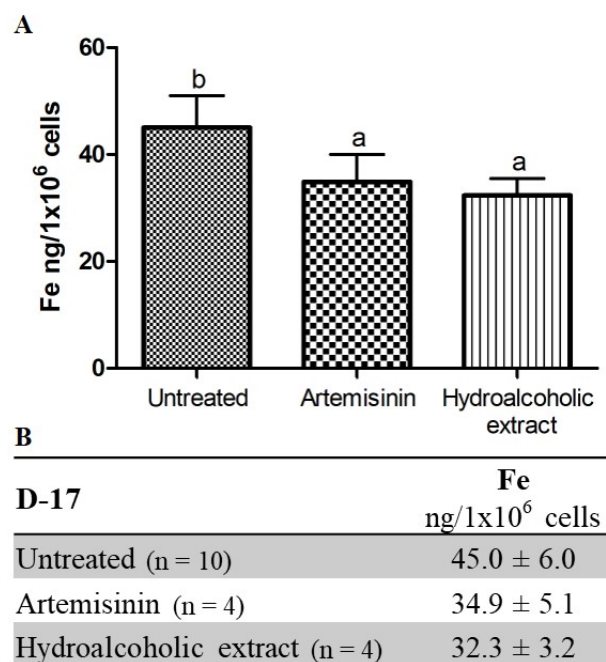 A
Fe ng/1x10⁶ cells
60
40
20
0
b
a
a
Untreated
Artemisinin
Hydroalcoholic
extract
B
D-17
Fe
ng/1x10⁶ cells
Untreated (n = 10) 45.0 ± 6.0
Artemisinin (n = 4) 34.9 ± 5.1
Hydroalcoholic extract (n = 4) 32.3 ± 3.2